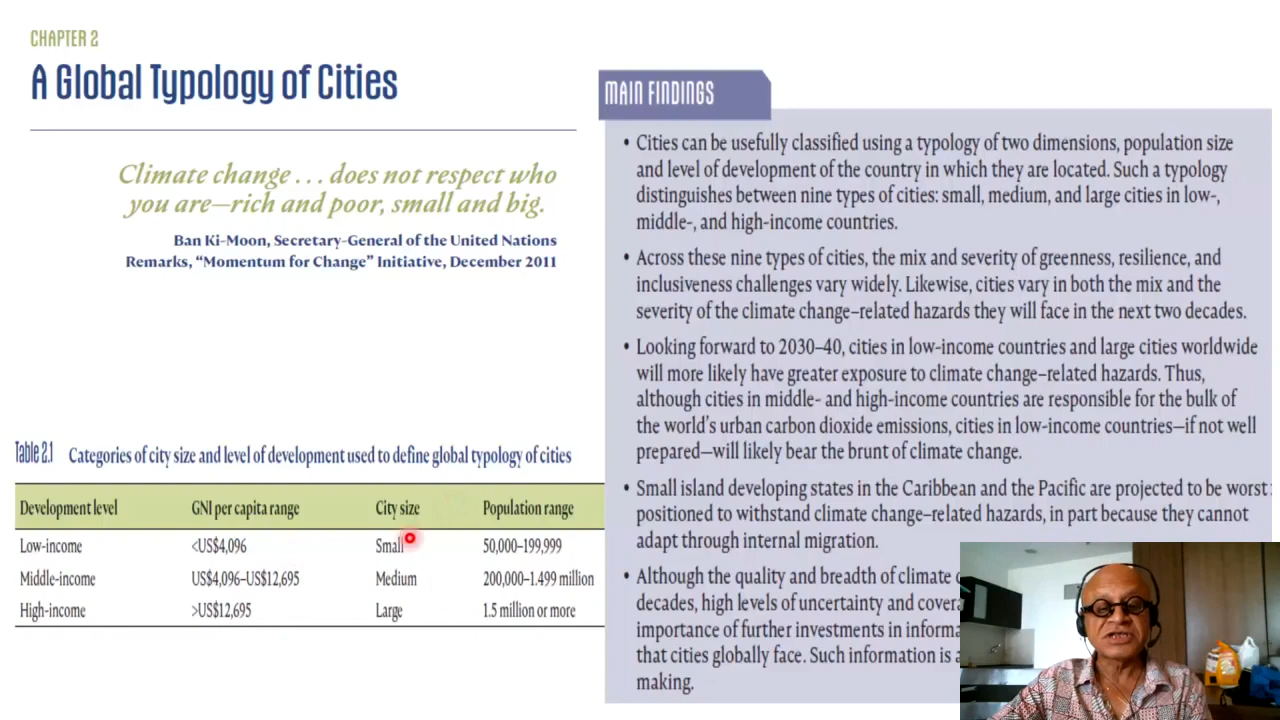 CHAPTER 2
A Global Typology of Cities
Climate change . . . does not respect who
you are—rich and poor, small and big.
Ban Ki-Moon, Secretary-General of the United Nations
Remarks, “Momentum for Change” Initiative, December 2011
Table 2.1 Categories of city size and level of development used to define global typology of cities
Development level GNI per capita range City size Population range
Low-income <US$4,096 Small 50,000–199,999
Middle-income US$4,096–US$12,695 Medium 200,000–1.499 million
High-income >US$12,695 Large 1.5 million or more
MAIN FINDINGS
• Cities can be usefully classified using a typology of two dimensions, population size
and level of development of the country in which they are located. Such a typology
distinguishes between nine types of cities: small, medium, and large cities in low-,
middle-, and high-income countries.
• Across these nine types of cities, the mix and severity of greenness, resilience, and
inclusiveness challenges vary widely. Likewise, cities vary in both the mix and the
severity of the climate change–related hazards they will face in the next two decades.
• Looking forward to 2030–40, cities in low-income countries and large cities worldwide
will more likely have greater exposure to climate change–related hazards. Thus,
although cities in middle- and high-income countries are responsible for the bulk of
the world’s urban carbon dioxide emissions, cities in low-income countries—if not well
prepared—will likely bear the brunt of climate change.
• Small island developing states in the Caribbean and the Pacific are projected to be worst
positioned to withstand climate change–related hazards, in part because they cannot
adapt through internal migration.
• Although the quality and breadth of climate
decades, high levels of uncertainty and
importance of further investments in
that cities globally face. Such information is
making.